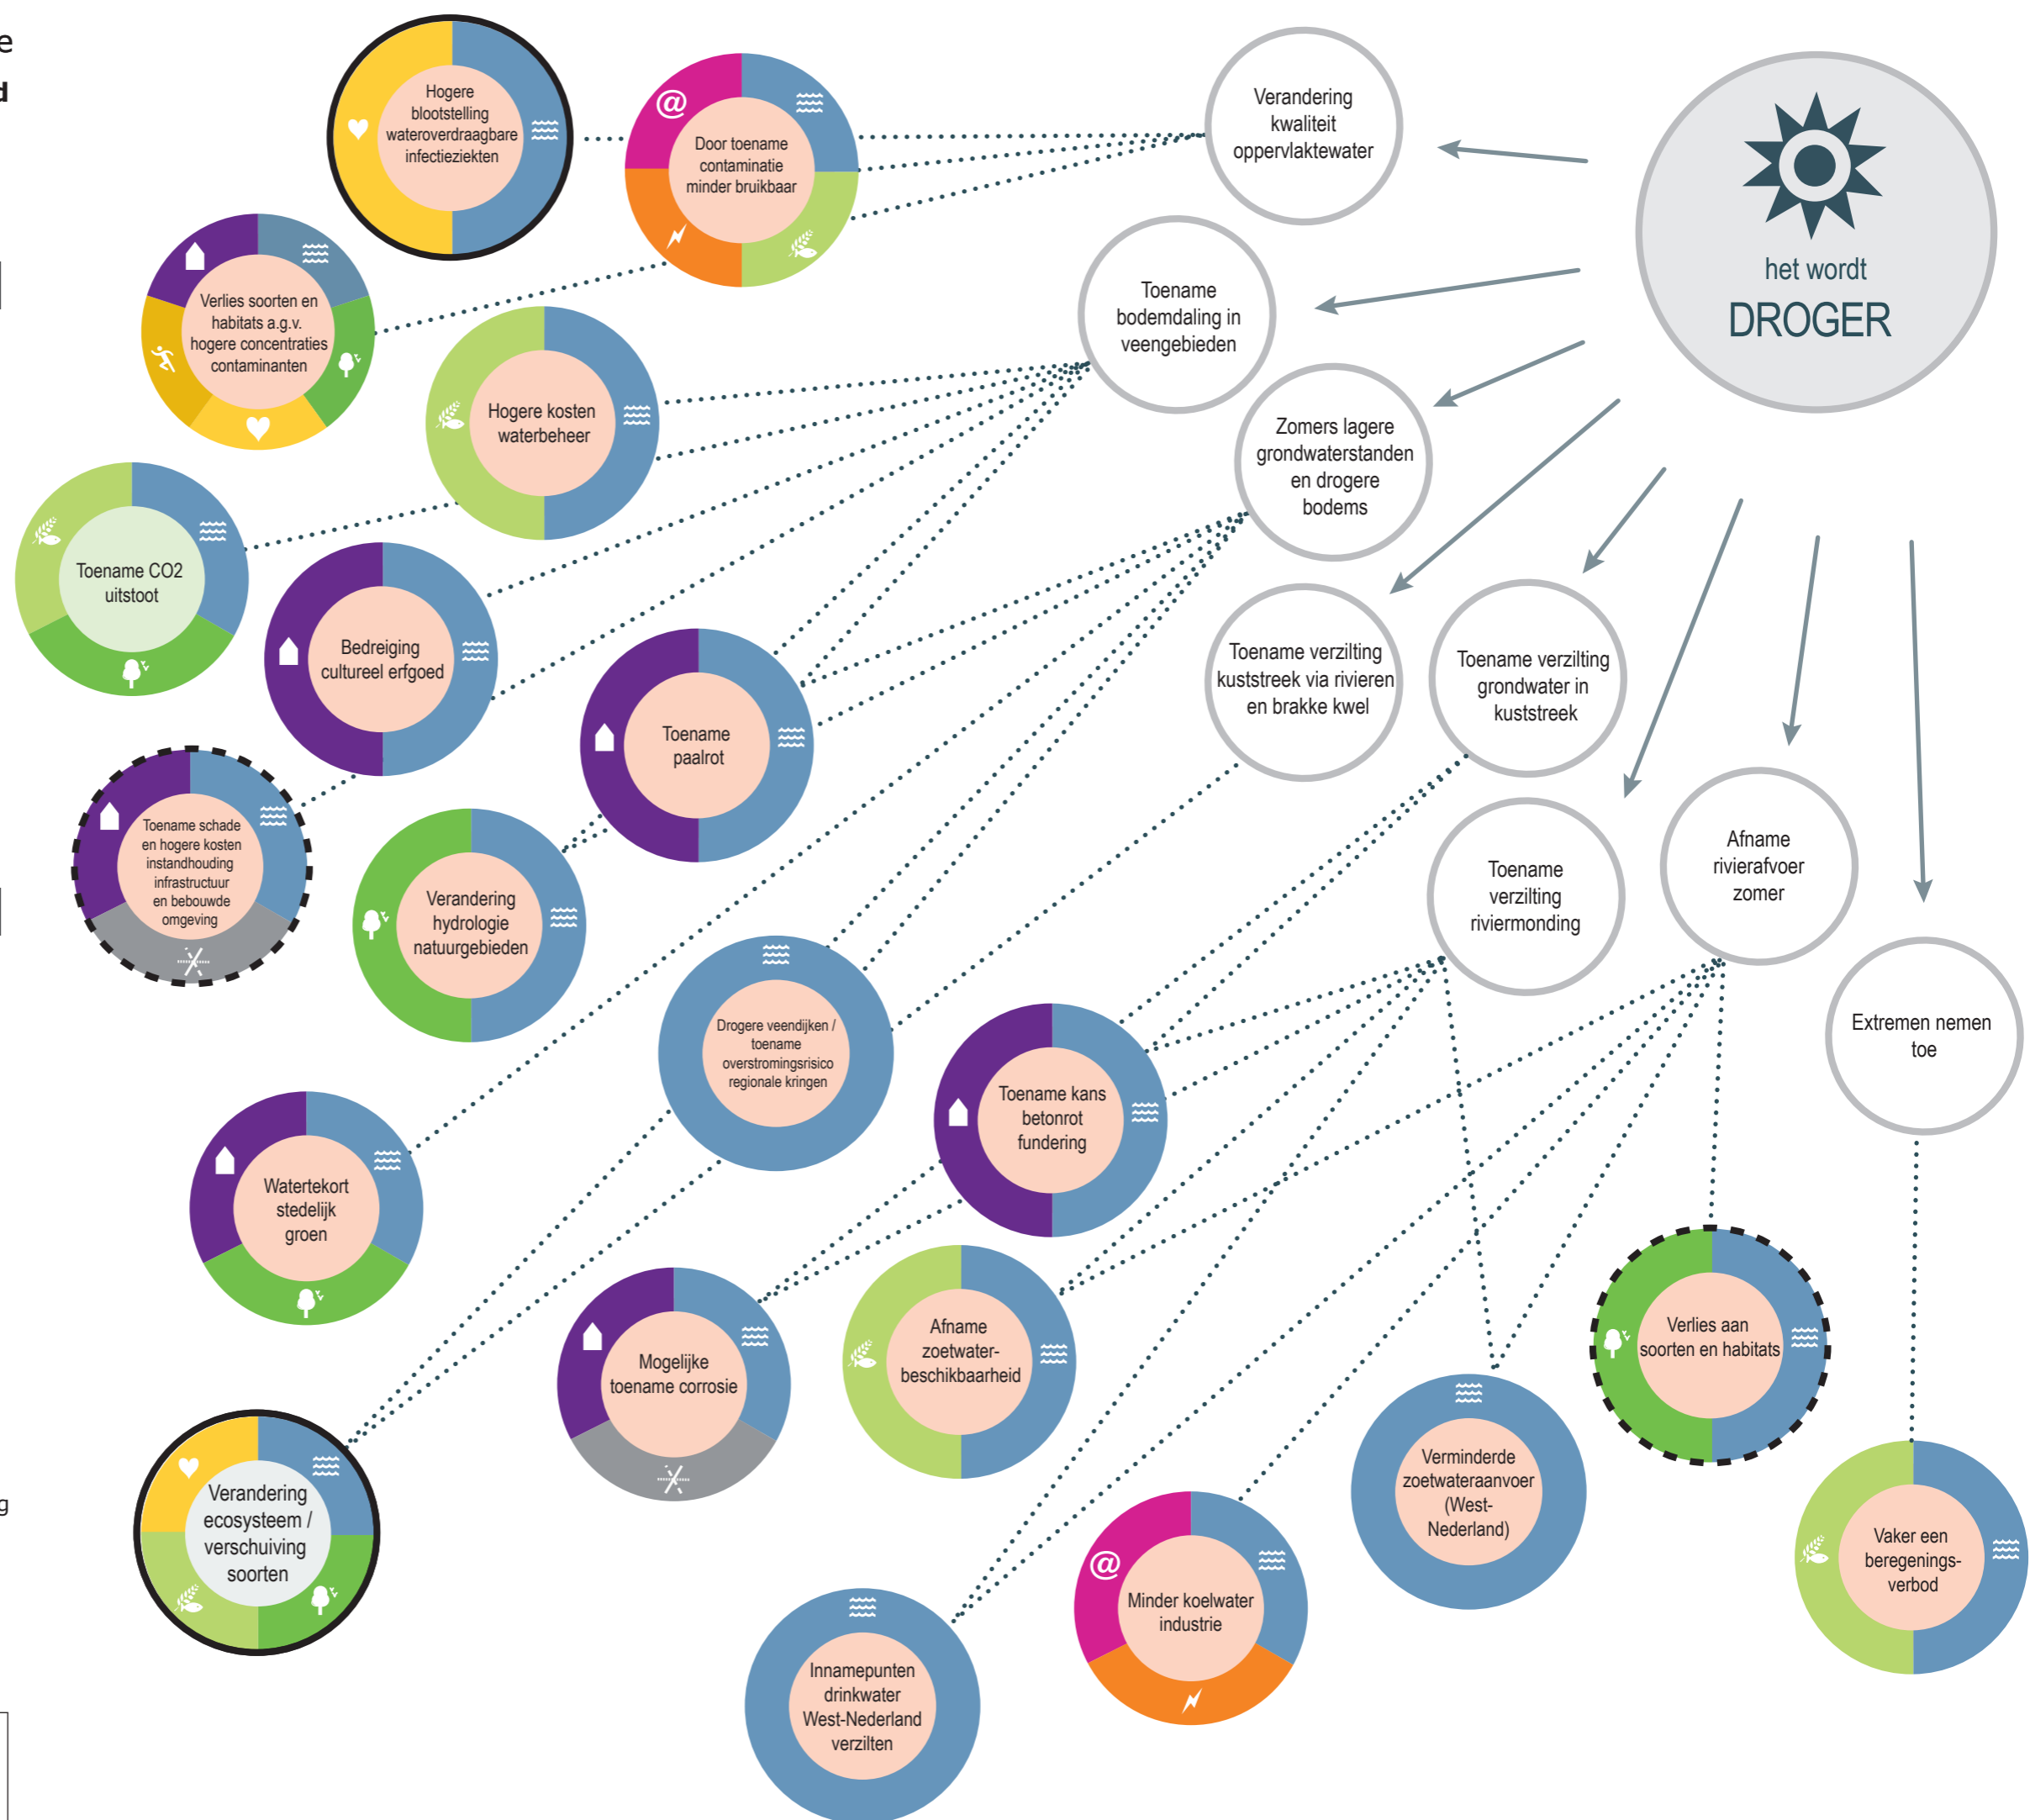 e
d
g
het wordt
DROGER
Verandering
kwaliteit
oppervlaktewater
Toename
bodemdaling in
veengebieden
Zomers lagere
grondwaterstanden
en drogere
bodems
Toename verzilting
kuststreek via rivieren
en brakke kwel
Toename verzilting
grondwater in
kuststreek
Toename
verzilting
riviermonding
Afname
rivierafvoer
zomer
Extremen nemen
toe
Hogere
blootstelling
wateroverdraagbare
infectieziekten
@
Door toename
contaminatie
minder bruikbaar
Verlies soorten en
habitats a.g.v.
hogere concentraties
contaminanten
Hogere kosten
waterbeheer
Toename CO2
uitstoot
Bedreiging
cultureel erfgoed
Toename
paalrot
Toename schade
en hogere kosten
instandhouding
infrastructuur
en bebouwde
omgeving
Verandering
hydrologie
natuurgebieden
Drogere veendijken /
toename
overstromingsrisico
regionale kringen
Toename kans
betonrot
fundering
Watertekort
stedelijk
groen
Mogelijke
toename corrosie
Afname
zoetwater-
beschikbaarheid
Verlies aan
soorten en habitats
Verandering
ecosysteem /
verschuiving
soorten
Verminderde
zoetwateraanvoer
(West-
Nederland)
Vaker een
beregenings-
verbod
@
Minder koelwater
industrie
Innamepunten
drinkwater
West-Nederland
verzilten